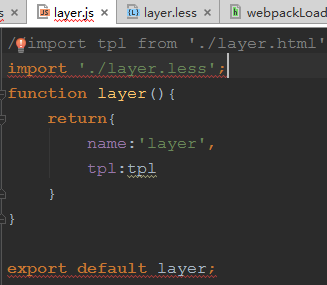 s layer.js layer.less webpackLoad
/ import tpl from './layer.html'
import './layer.less';
function layer(){
return{
name:'layer',
tpl:tpl
}
}
export default layer;